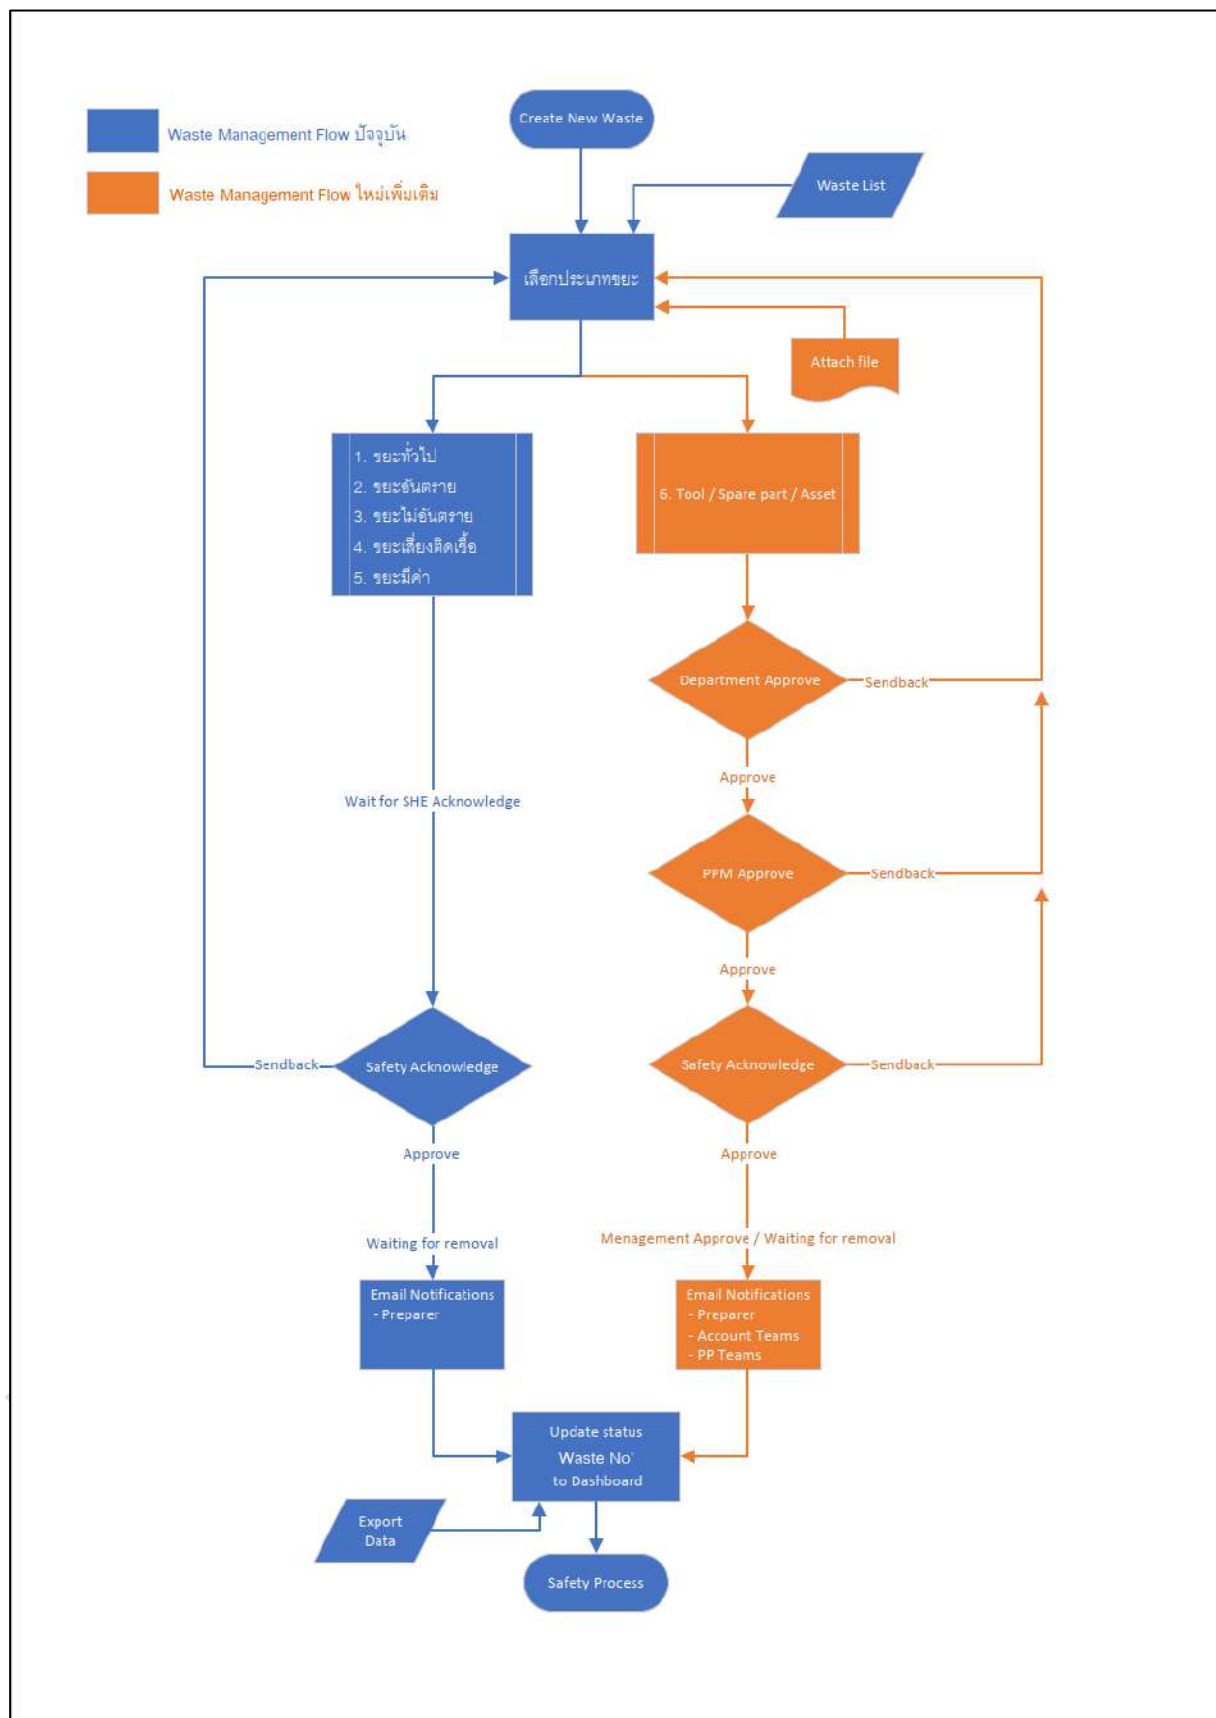 Create New Waste
Waste Management Flow ปัจจุบัน
Waste List
Waste Management Flow ใหม่เพิ่มเติม
เลือกประเภทขยะ
Attach file
1. ขยะทั่วไป
2. ขยะอันตราย
3. ขยะไม่อันตราย
4. ขยะเสี่ยงติดเชื้อ
5. ขยะมีค่า
6. Tool / Spare part / Asset
Department Approve
Sendback
Approve
Wait for SHE Acknowledge
PPM Approve
Sendback
Approve
Sendback
Safety Acknowledge
Safety Acknowledge
Sendback
Approve
Approve
Waiting for removal
Menagement Approve / Waiting for removal
Email Notifications
- Preparer
Email Notifications
- Preparer
- Account Teams
- PP Teams
Update status
Waste No'
to Dashboard
Export
Data
Safety Process